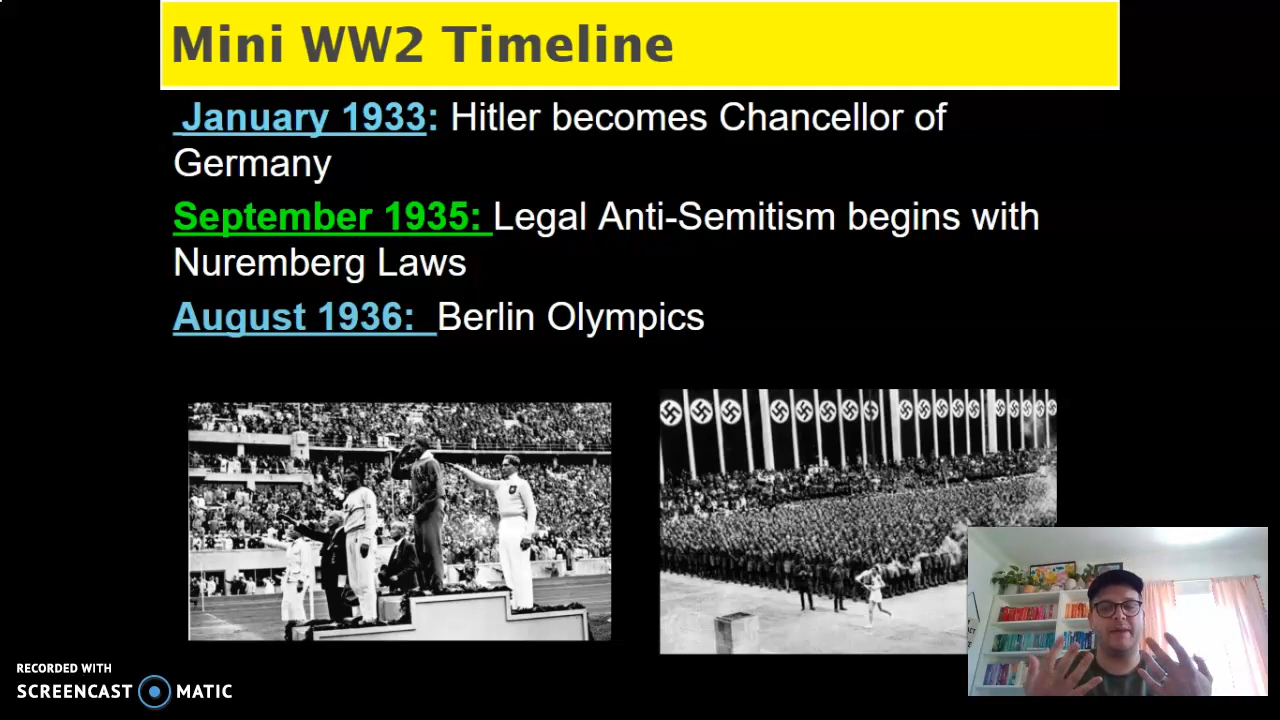 Mini WW2 Timeline
January 1933: Hitler becomes Chancellor of
Germany
September 1935: Legal Anti-Semitism begins with
Nuremberg Laws
August 1936: Berlin Olympics
RECORDED WITH
SCREENCAST MATIC